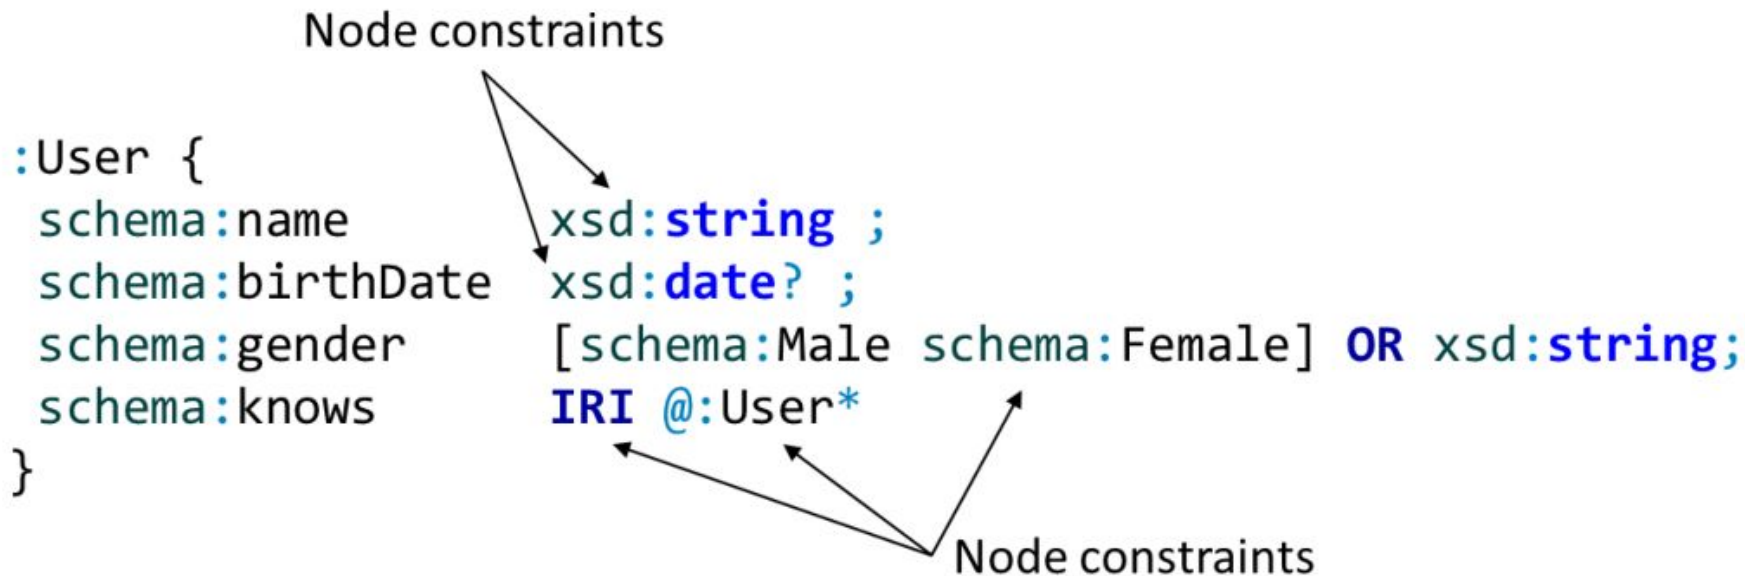 Node constraints
:User {
schema:name xsd:string ;
schema:birthDate xsd:date? ;
schema:gender [schema:Male schema:Female] OR xsd:string;
schema:knows IRI @:User*
}
Node constraints